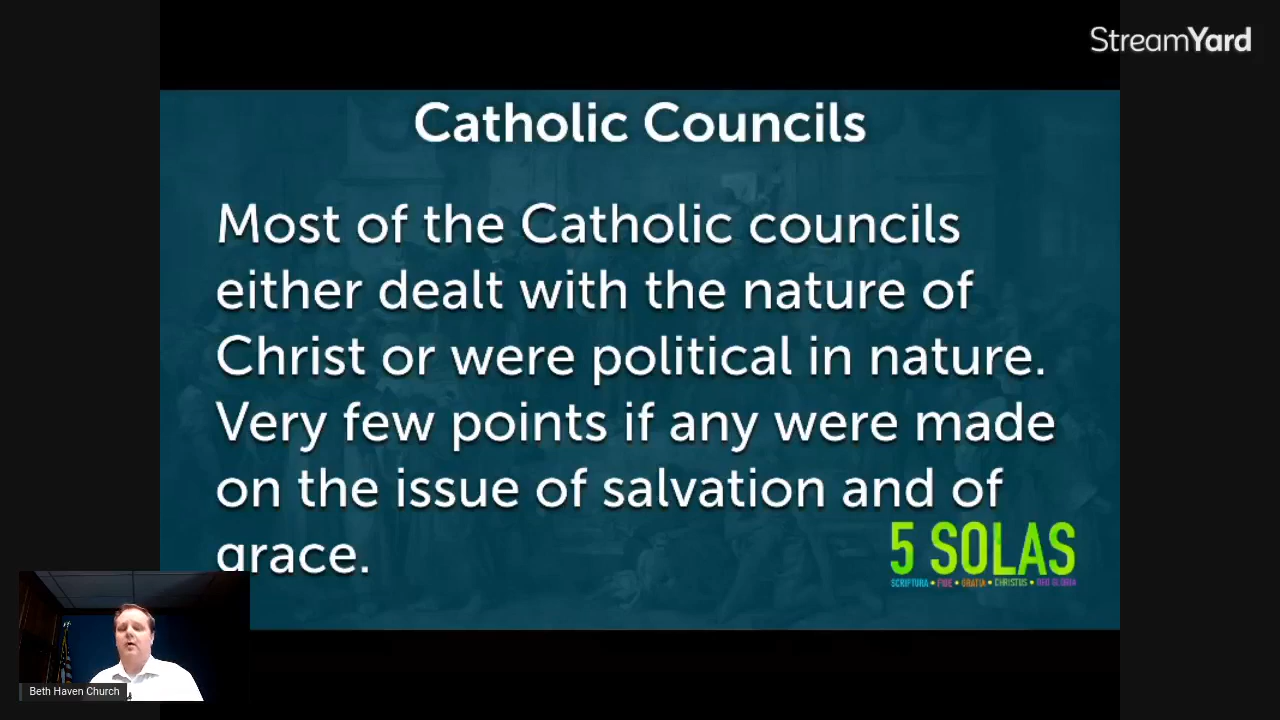 StreamYard
Catholic Councils
Most of the Catholic councils
either dealt with the nature of
Christ or were political in nature.
Very few points if any were made
on the issue of salvation and of
grace.
5 SOLAS
SCRIPTURA • FIDE • GRATIA • CHRISTUS • DEO GLORIA
Beth Haven Church